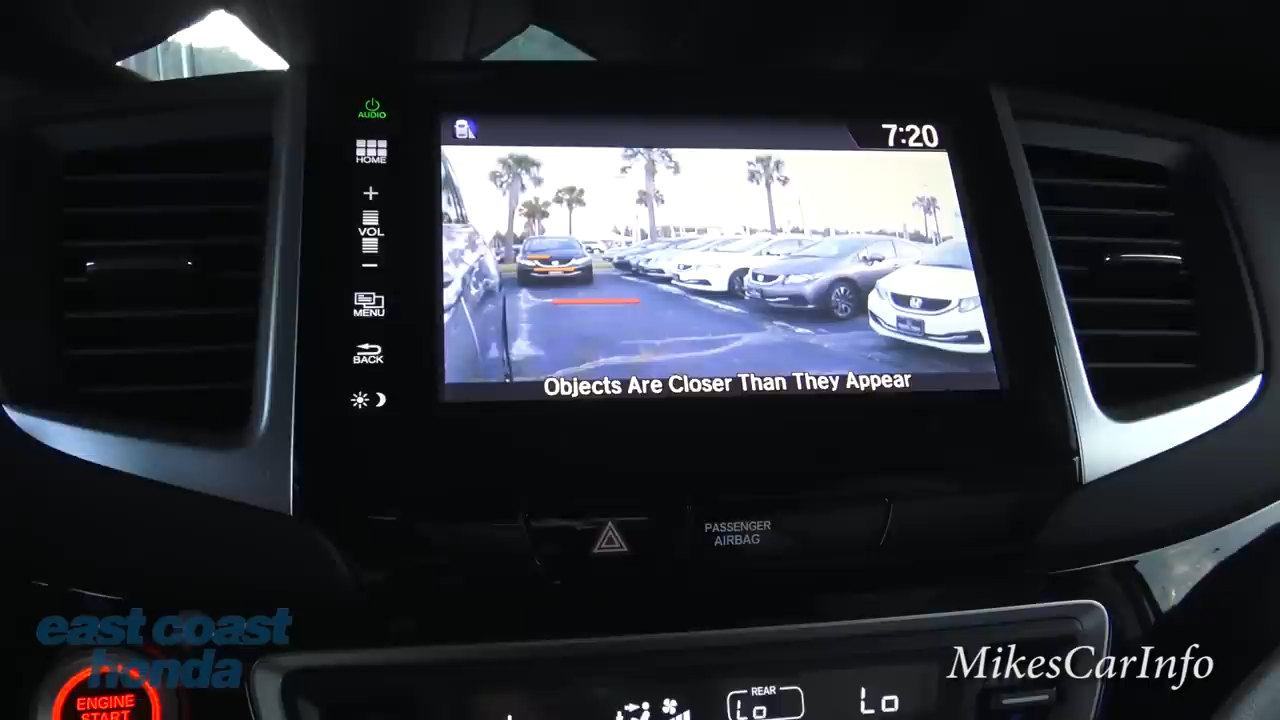 AUDIO
HOME
+
VOL
−
MENU
BACK
7:20
Objects Are Closer Than They Appear
PASSENGER
AIRBAG
east coast
honda
ENGINE
START
REAR
Lo
Lo
MikesCarInfo